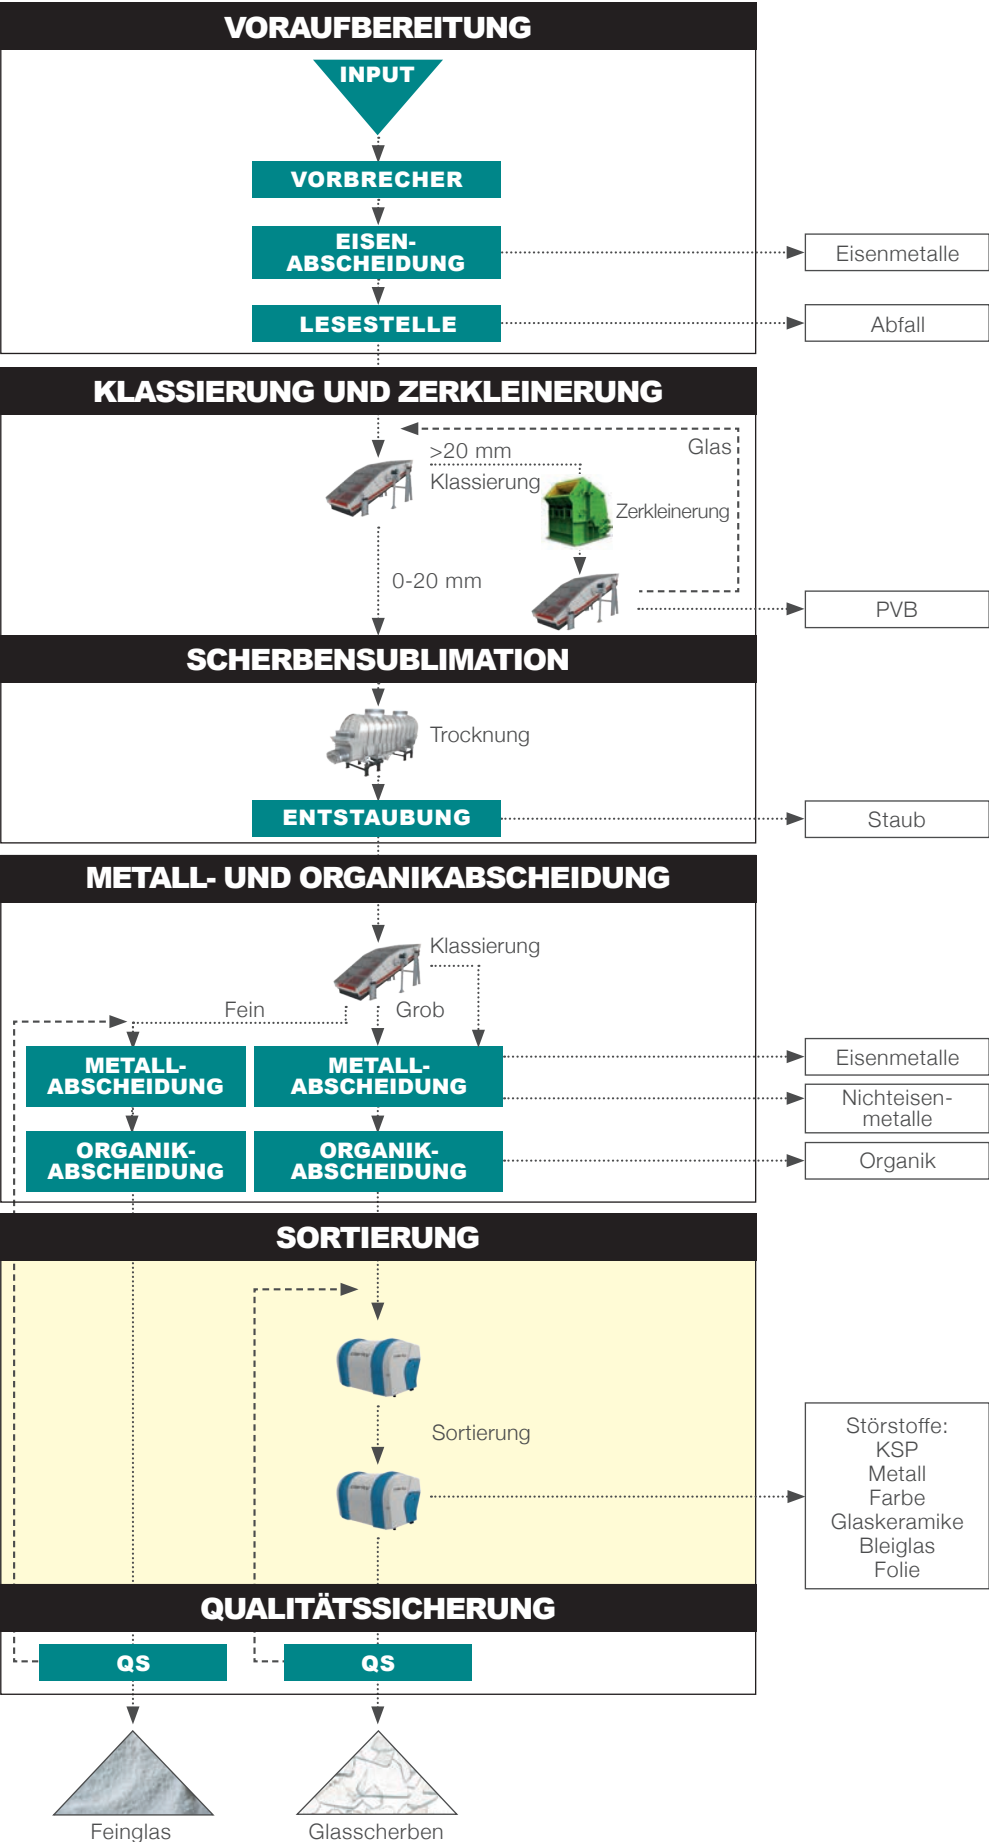 VORAUFBEREITUNG
INPUT
VORBRECHER
EISEN-
ABSCHEIDUNG
Eisenmetalle
LESESTELLE
Abfall
KLASSIERUNG UND ZERKLEINERUNG
Glas
>20 mm
Klassierung
Zerkleinerung
0-20 mm
PVB
SCHERBENSUBLIMATION
Trocknung
ENTSTAUBUNG
Staub
METALL- UND ORGANIKABSCHEIDUNG
Klassierung
Fein
Grob
METALL-
ABSCHEIDUNG
METALL-
ABSCHEIDUNG
Eisenmetalle
Nichteisen-
metalle
ORGANIK-
ABSCHEIDUNG
ORGANIK-
ABSCHEIDUNG
Organik
SORTIERUNG
Sortierung
Störstoffe:
KSP
Metall
Farbe
Glaskeramike
Bleiglas
Folie
QUALITÄTSSICHERUNG
QS
QS
Feinglas
Glasscherben